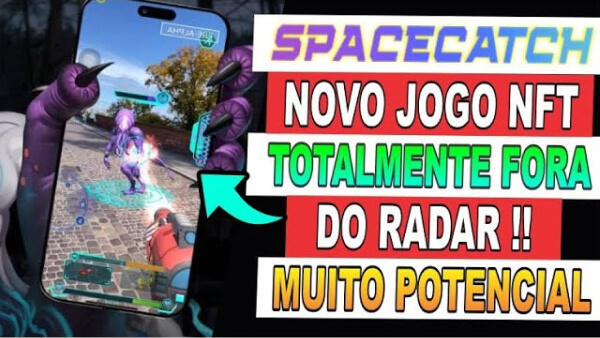 SPACECATCH
NOVO JOGO NFT
TOTALMENTE FORA
DO RADAR !!
MUITO POTENCIAL